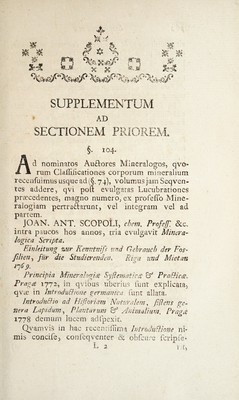 SUPPLEMENTUM
AD
SECTIONEM PRIOREM.
§. 104.
Ad nominatos Auctores Mineralogos, qvo-
rum Classificationes corporum mineralium
recensuimus usque ad (§. 74), volumus jam Seqven-
tes addere, qvi post evulgatas Lucubrationes
præcedentes, magno numero, ex professo Mine-
ralogiam pertractarunt, vel integram vel ad
partem.
JOAN. ANT. SCOPOLI, chem. Profess. &c.
intra paucos hos annos, tria evulgavit Minera-
logica Scripta.
Einleitung zur Kenntniss und Gebrauch der Fos-
silien, für die Studierenden. Riga und Mietau
1769.
Principia Mineralogiæ Systematicæ & Practicæ.
Pragæ 1772, in qvibus uberius sunt explicata,
qvæ in Introductione germanica sunt allata.
Introductio ad Historiam Naturalem, sistens ge-
nera Lapidum, Plantarum & Animalium. Pragæ
1778 demum lucem adspexit.
Qvamvis in hac recentissima Introductione ni-
mis concise, conseqventer & obscure scripse-
L 2